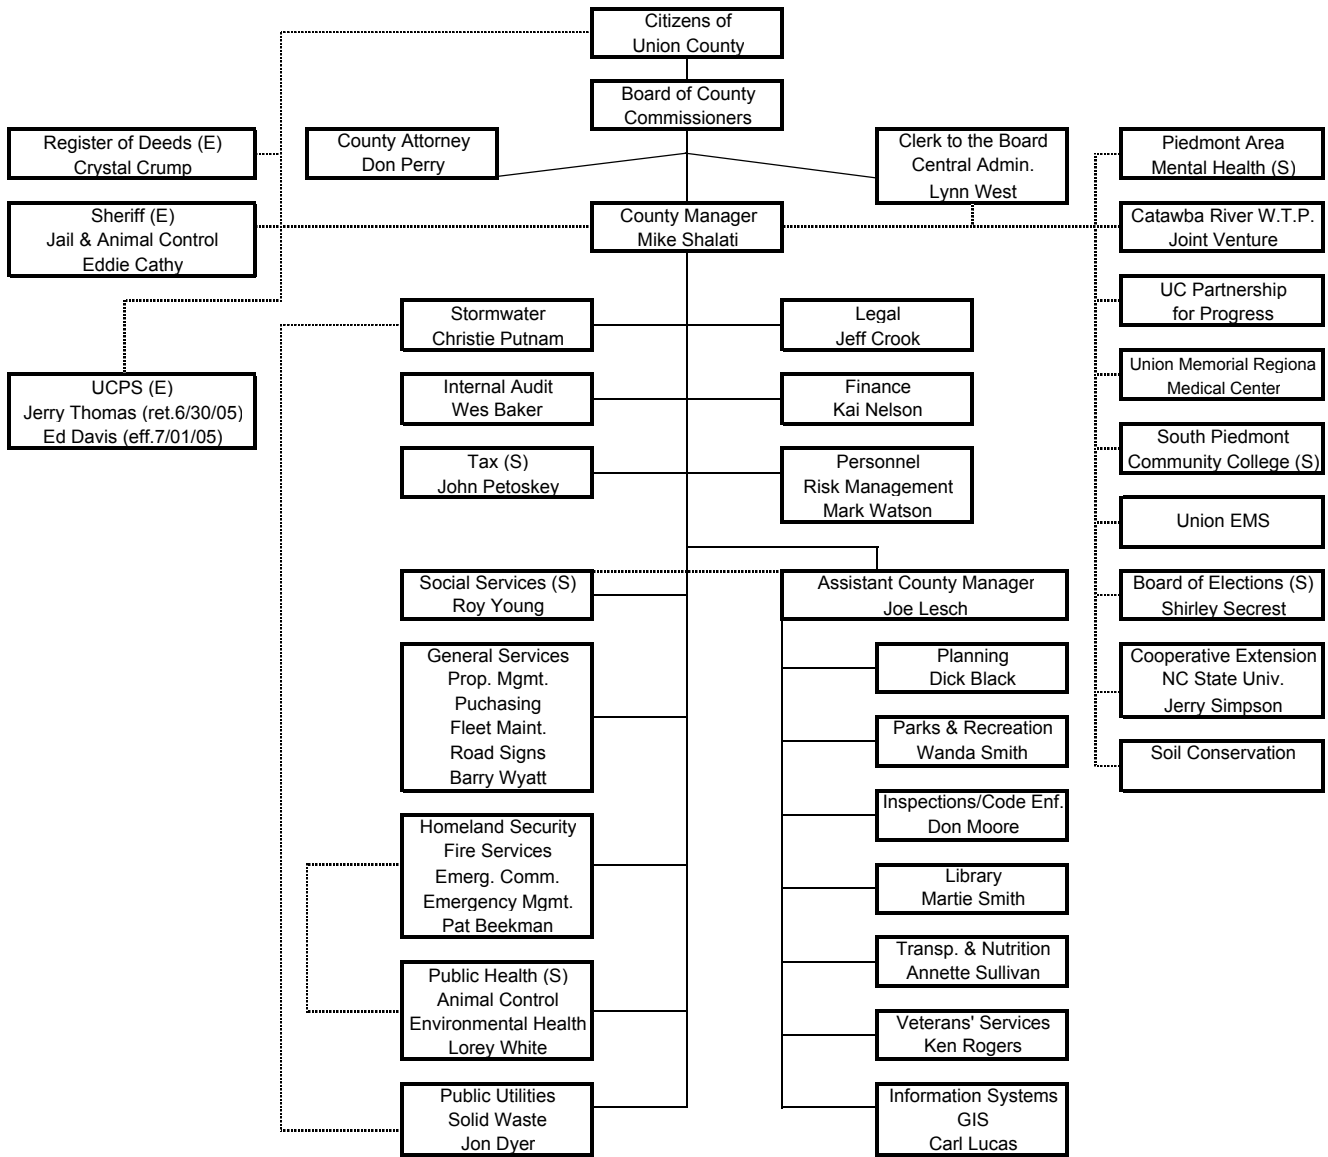 Citizens of
Union County
Board of County
Commissioners
Register of Deeds (E)
Crystal Crump
County Attorney
Don Perry
Clerk to the Board
Central Admin.
Lynn West
Piedmont Area
Mental Health (S)
Sheriff (E)
Jail & Animal Control
Eddie Cathy
County Manager
Mike Shalati
Catawba River W.T.P.
Joint Venture
UC Partnership
for Progress
Stormwater
Christie Putnam
Legal
Jeff Crook
UCPS (E)
Jerry Thomas (ret.6/30/05)
Ed Davis (eff.7/01/05)
Internal Audit
Wes Baker
Finance
Kai Nelson
Union Memorial Regiona
Medical Center
Tax (S)
John Petoskey
Personnel
Risk Management
Mark Watson
South Piedmont
Community College (S)
Union EMS
Social Services (S)
Roy Young
Assistant County Manager
Joe Lesch
Board of Elections (S)
Shirley Secrest
General Services
Prop. Mgmt.
Puchasing
Fleet Maint.
Road Signs
Barry Wyatt
Planning
Dick Black
Cooperative Extension
NC State Univ.
Jerry Simpson
Parks & Recreation
Wanda Smith
Soil Conservation
Inspections/Code Enf.
Don Moore
Homeland Security
Fire Services
Emerg. Comm.
Emergency Mgmt.
Pat Beekman
Library
Martie Smith
Transp. & Nutrition
Annette Sullivan
Public Health (S)
Animal Control
Environmental Health
Lorey White
Veterans' Services
Ken Rogers
Public Utilities
Solid Waste
Jon Dyer
Information Systems
GIS
Carl Lucas